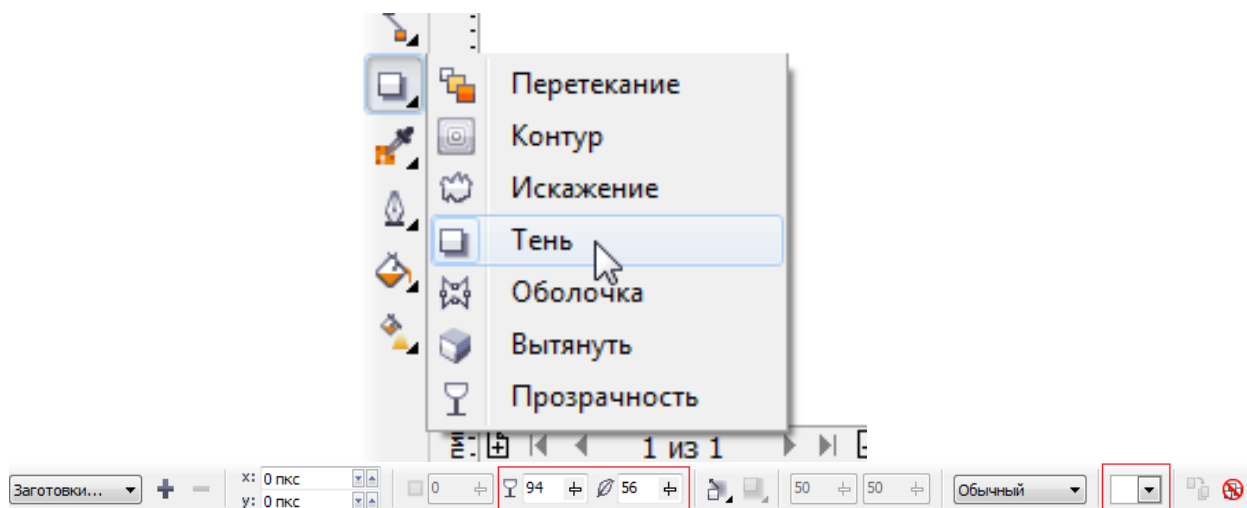 Перетекание
Контур
Искажение
Тень
Оболочка
Вытянуть
Прозрачность
1 из 1
Заготовки... x: 0 пкс 0 94 56 50 50 Обычный
y: 0 пкс